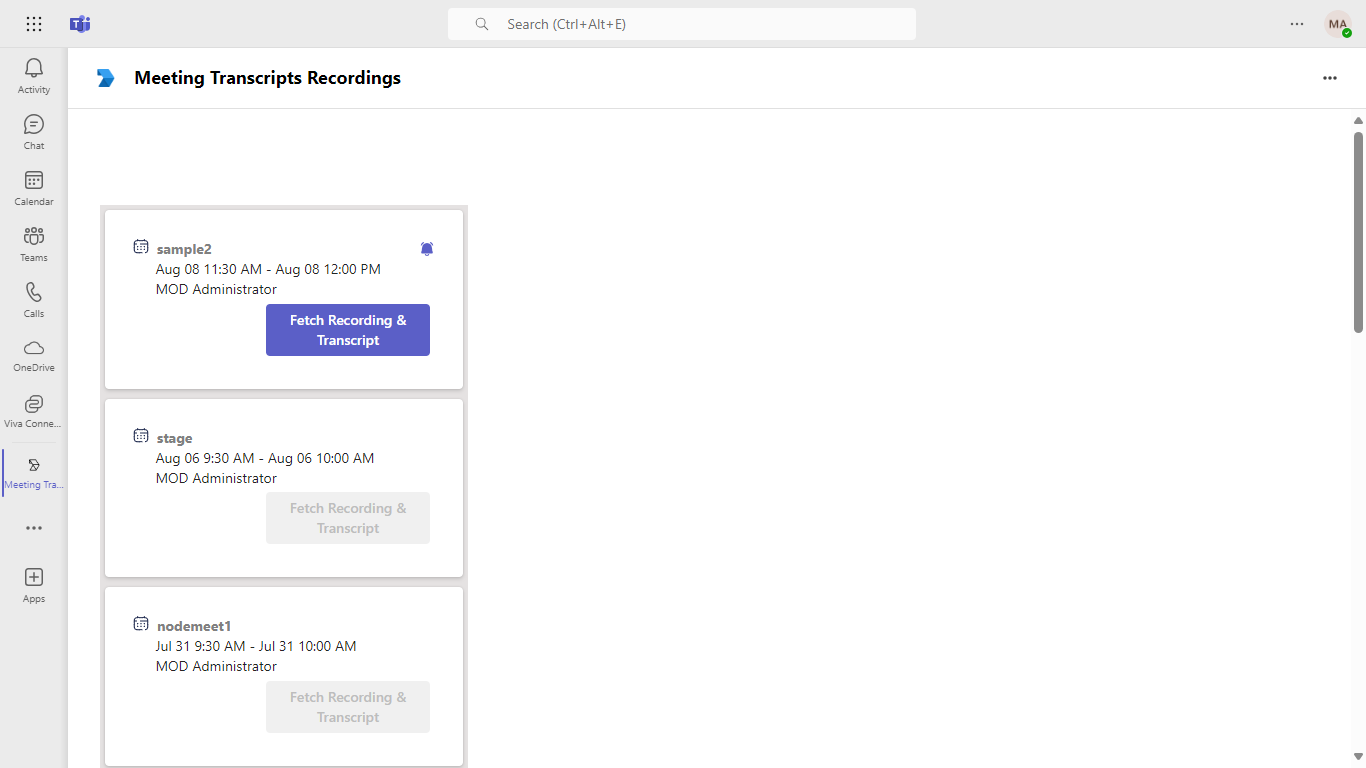 Search (Ctrl+Alt+E)
MA
Activity
Chat
Calendar
Teams
Calls
OneDrive
Viva Conne...
Meeting Tra...
Apps
Meeting Transcripts Recordings
sample2
Aug 08 11:30 AM - Aug 08 12:00 PM
MOD Administrator
Fetch Recording &
Transcript
stage
Aug 06 9:30 AM - Aug 06 10:00 AM
MOD Administrator
Fetch Recording &
Transcript
nodemeet1
Jul 31 9:30 AM - Jul 31 10:00 AM
MOD Administrator
Fetch Recording &
Transcript